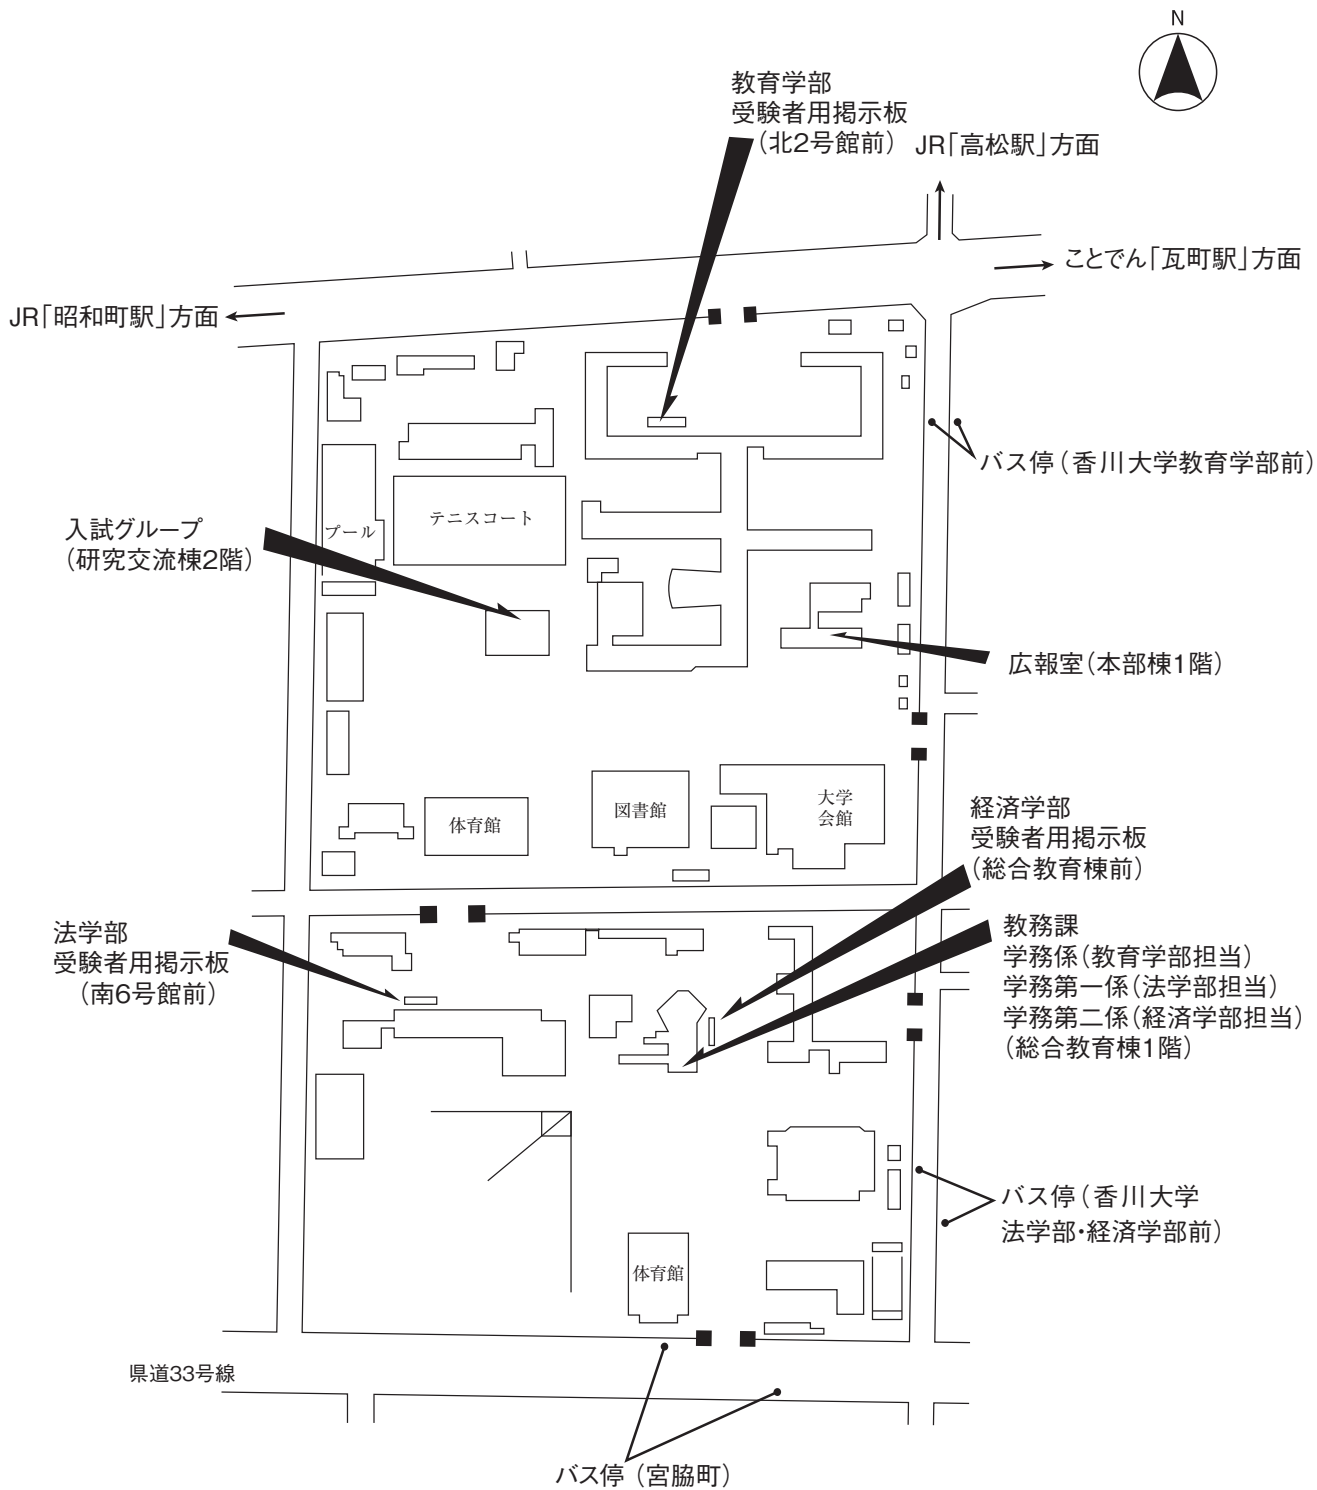 N
教育学部
受験者用掲示板
（北2号館前）
JR「高松駅」方面
ことでん「瓦町駅」方面
JR「昭和町駅」方面
バス停（香川大学教育学部前）
入試グループ
（研究交流棟2階）
プール
テニスコート
広報室（本部棟1階）
体育館
図書館
大学
会館
経済学部
受験者用掲示板
（総合教育棟前）
法学部
受験者用掲示板
（南6号館前）
教務課
学務係（教育学部担当）
学務第一係（法学部担当）
学務第二係（経済学部担当）
（総合教育棟1階）
バス停（香川大学
法学部・経済学部前）
体育館
県道33号線
バス停（宮脇町）